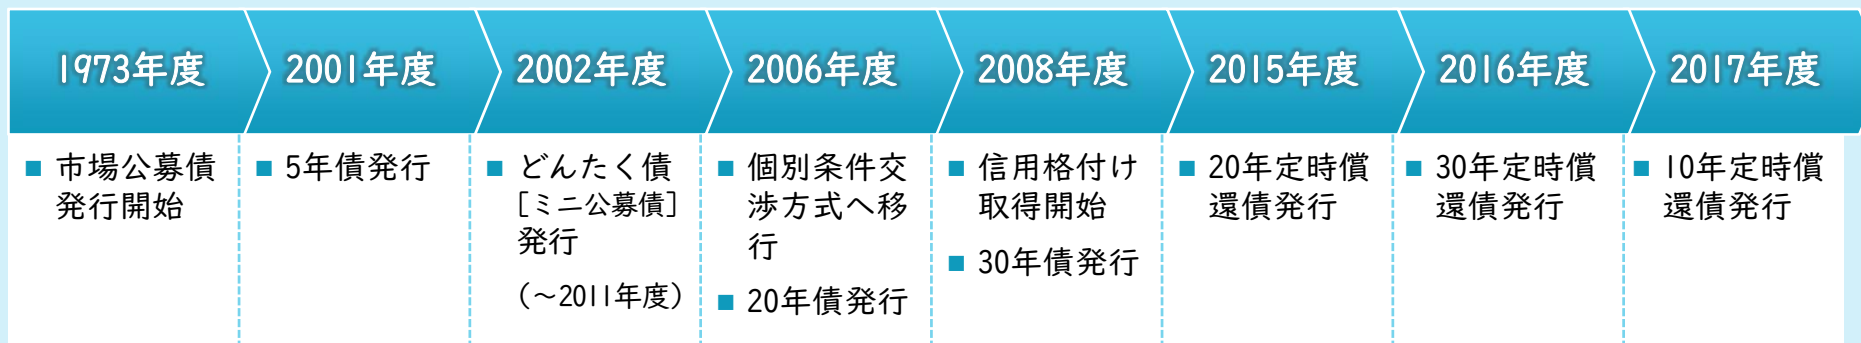 1973年度
2001年度
2002年度
2006年度
2008年度
2015年度
2016年度
2017年度
■ 市場公募債
発行開始
■ 5年債発行
■ どんたく債
[ミニ公募債]
発行
(～2011年度)
■ 個別条件交
渉方式へ移
行
■ 20年債発行
■ 信用格付け
取得開始
■ 30年債発行
■ 20年定時償
還債発行
■ 30年定時償
還債発行
■ 10年定時償
還債発行